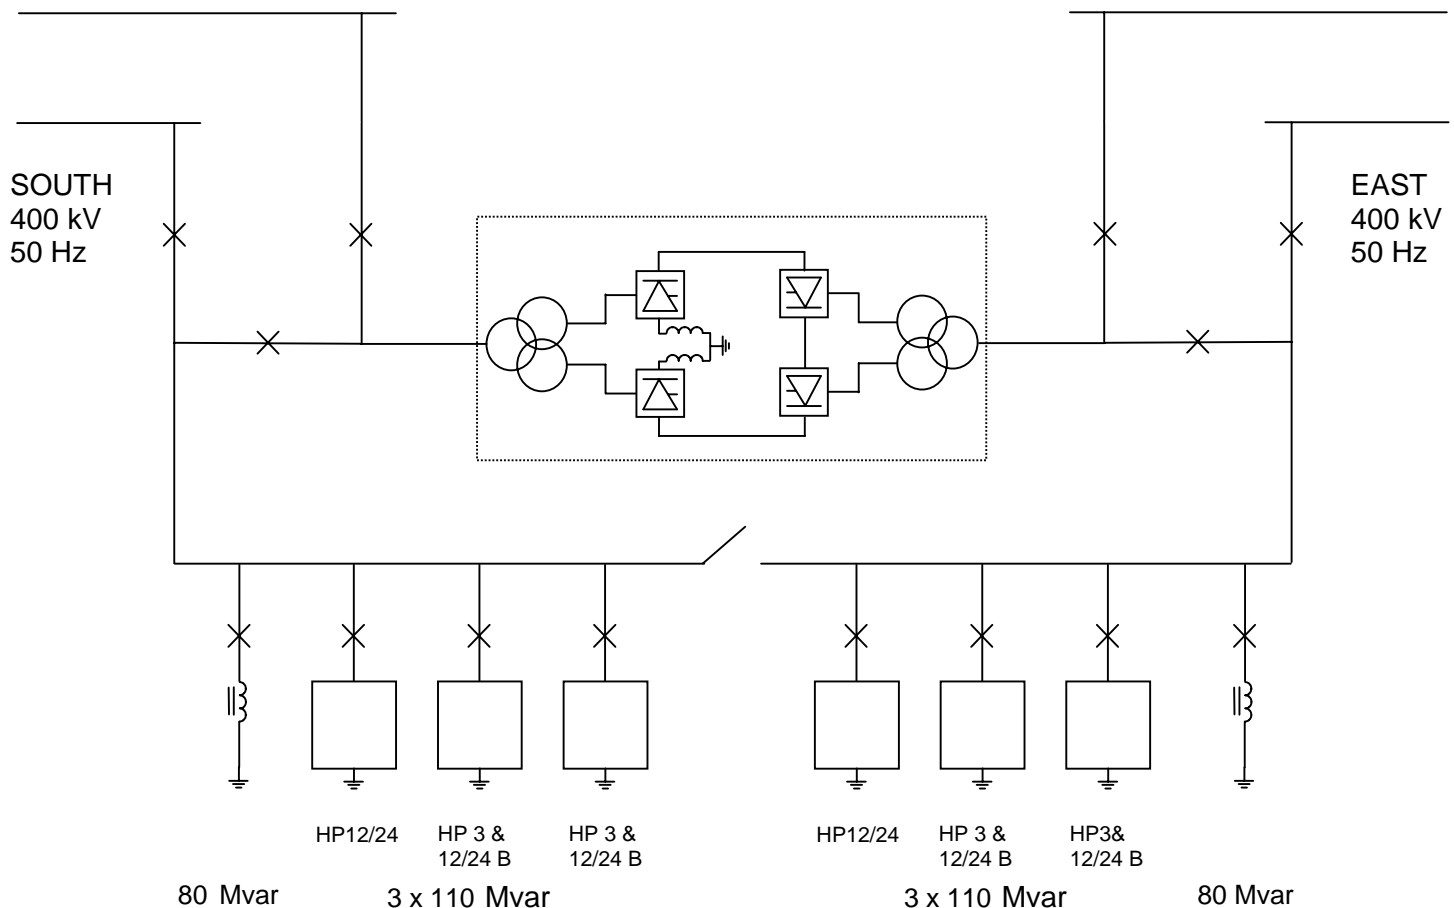 SOUTH
400 kV
50 Hz
EAST
400 kV
50 Hz
HP12/24
HP 3 &
12/24 B
HP 3 &
12/24 B
HP12/24
HP 3 &
12/24 B
HP3&
12/24 B
80 Mvar
3 x 110 Mvar
3 x 110 Mvar
80 Mvar